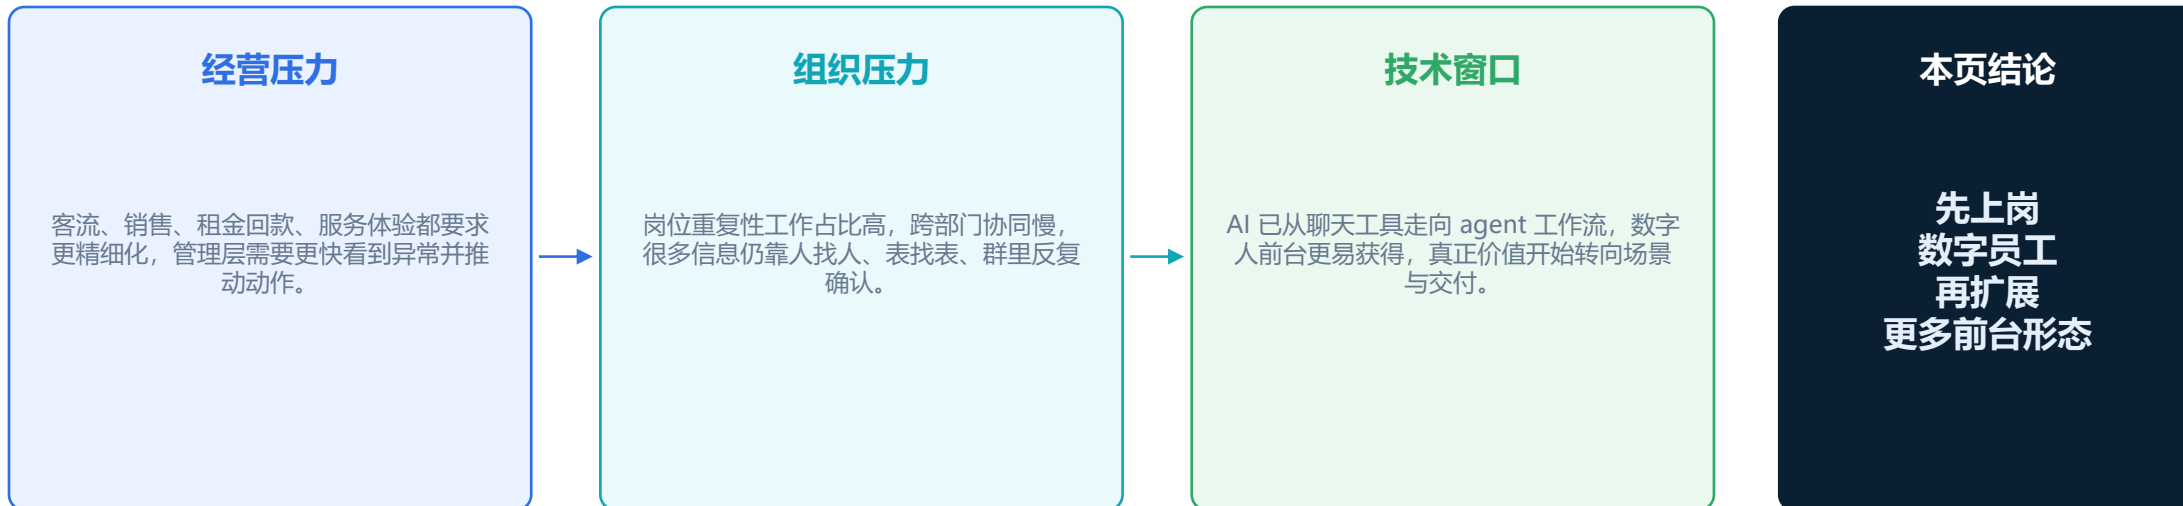 经营压力
客流、销售、租金回款、服务体验都要求
更精细化，管理层需要更快看到异常并推
动动作。
组织压力
岗位重复性工作占比高，跨部门协同慢，
很多信息仍靠人找人、表找表、群里反复
确认。
技术窗口
AI 已从聊天工具走向 agent 工作流，数字
人前台更易获得，真正价值开始转向场景
与交付。
本页结论
先上岗
数字员工
再扩展
更多前台形态